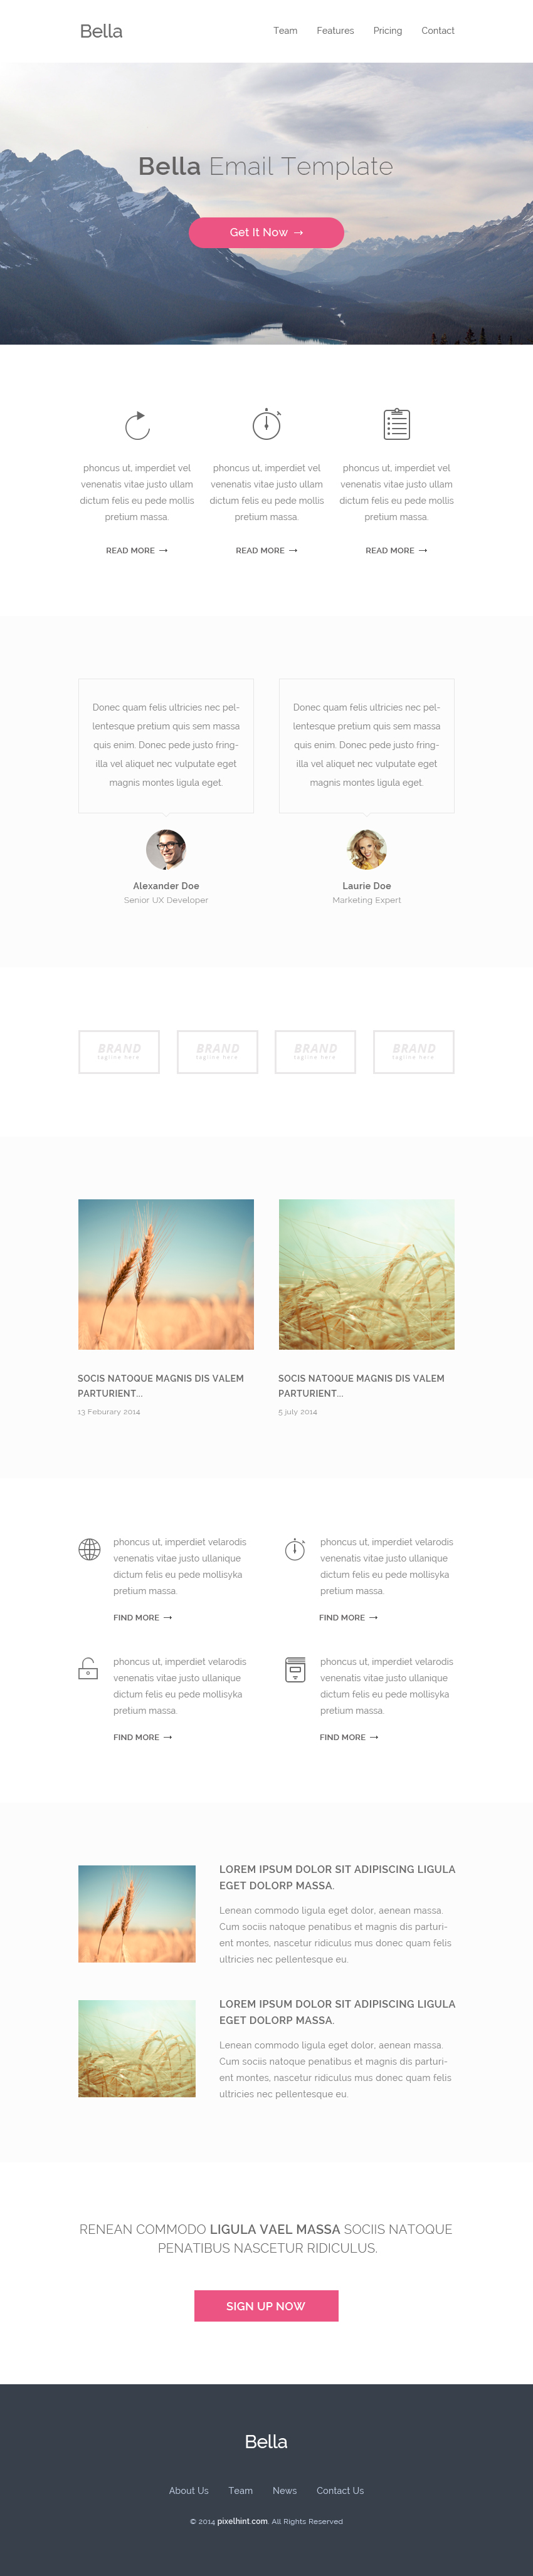 Bella
Team Features Pricing Contact
Bella Email Template
Get It Now →
phoncus ut, imperdiet vel
venenatis vitae justo ullam
dictum felis eu pede mollis
pretium massa.
READ MORE →
phoncus ut, imperdiet vel
venenatis vitae justo ullam
dictum felis eu pede mollis
pretium massa.
READ MORE →
phoncus ut, imperdiet vel
venenatis vitae justo ullam
dictum felis eu pede mollis
pretium massa.
READ MORE →
Donec quam felis ultricies nec pel-
lentesque pretium quis sem massa
quis enim. Donec pede justo fring-
illa vel aliquet nec vulputate eget
magnis montes ligula eget.
Alexander Doe
Senior UX Developer
Donec quam felis ultricies nec pel-
lentesque pretium quis sem massa
quis enim. Donec pede justo fring-
illa vel aliquet nec vulputate eget
magnis montes ligula eget.
Laurie Doe
Marketing Expert
BRAND
tagline here
BRAND
tagline here
BRAND
tagline here
BRAND
tagline here
SOCIS NATOQUE MAGNIS DIS VALEM
PARTURIENT...
13 Feburary 2014
SOCIS NATOQUE MAGNIS DIS VALEM
PARTURIENT...
5 july 2014
phoncus ut, imperdiet velarodis
venenatis vitae justo ullanique
dictum felis eu pede mollisyka
pretium massa.
FIND MORE →
phoncus ut, imperdiet velarodis
venenatis vitae justo ullanique
dictum felis eu pede mollisyka
pretium massa.
FIND MORE →
phoncus ut, imperdiet velarodis
venenatis vitae justo ullanique
dictum felis eu pede mollisyka
pretium massa.
FIND MORE →
phoncus ut, imperdiet velarodis
venenatis vitae justo ullanique
dictum felis eu pede mollisyka
pretium massa.
FIND MORE →
LOREM IPSUM DOLOR SIT ADIPISCING LIGULA
EGET DOLORP MASSA.
Lenean commodo ligula eget dolor, aenean massa.
Cum sociis natoque penatibus et magnis dis parturi-
ent montes, nascetur ridiculus mus donec quam felis
ultricies nec pellentesque eu.
LOREM IPSUM DOLOR SIT ADIPISCING LIGULA
EGET DOLORP MASSA.
Lenean commodo ligula eget dolor, aenean massa.
Cum sociis natoque penatibus et magnis dis parturi-
ent montes, nascetur ridiculus mus donec quam felis
ultricies nec pellentesque eu.
RENEAN COMMODO LIGULA VAEL MASSA SOCIIS NATOQUE
PENATIBUS NASCETUR RIDICULUS.
SIGN UP NOW
Bella
About Us Team News Contact Us
© 2014 pixelhint.com. All Rights Reserved